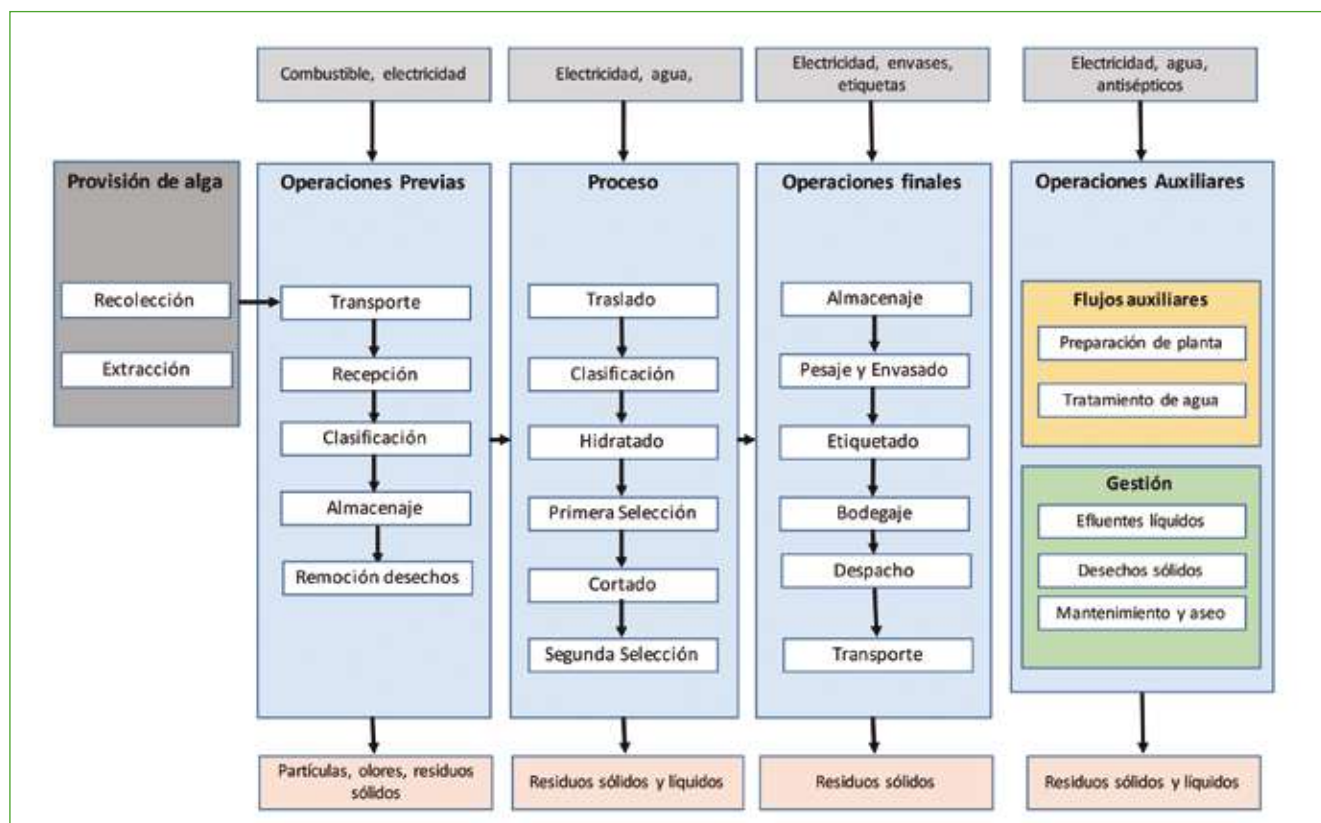 Combustible, electricidad
Electricidad, agua,
Electricidad, envases,
etiquetas
Electricidad, agua,
antisépticos
Provisión de alga
Recolección
Extracción
Operaciones Previas
Transporte
Recepción
Clasificación
Almacenaje
Remoción desechos
Proceso
Traslado
Clasificación
Hidratado
Primera Selección
Cortado
Segunda Selección
Operaciones finales
Almacenaje
Pesaje y Envasado
Etiquetado
Bodegaje
Despacho
Transporte
Operaciones Auxiliares
Flujos auxiliares
Preparación de planta
Tratamiento de agua
Gestión
Efluentes líquidos
Desechos sólidos
Mantenimiento y aseo
Partículas, olores, residuos
sólidos
Residuos sólidos y líquidos
Residuos sólidos
Residuos sólidos y líquidos